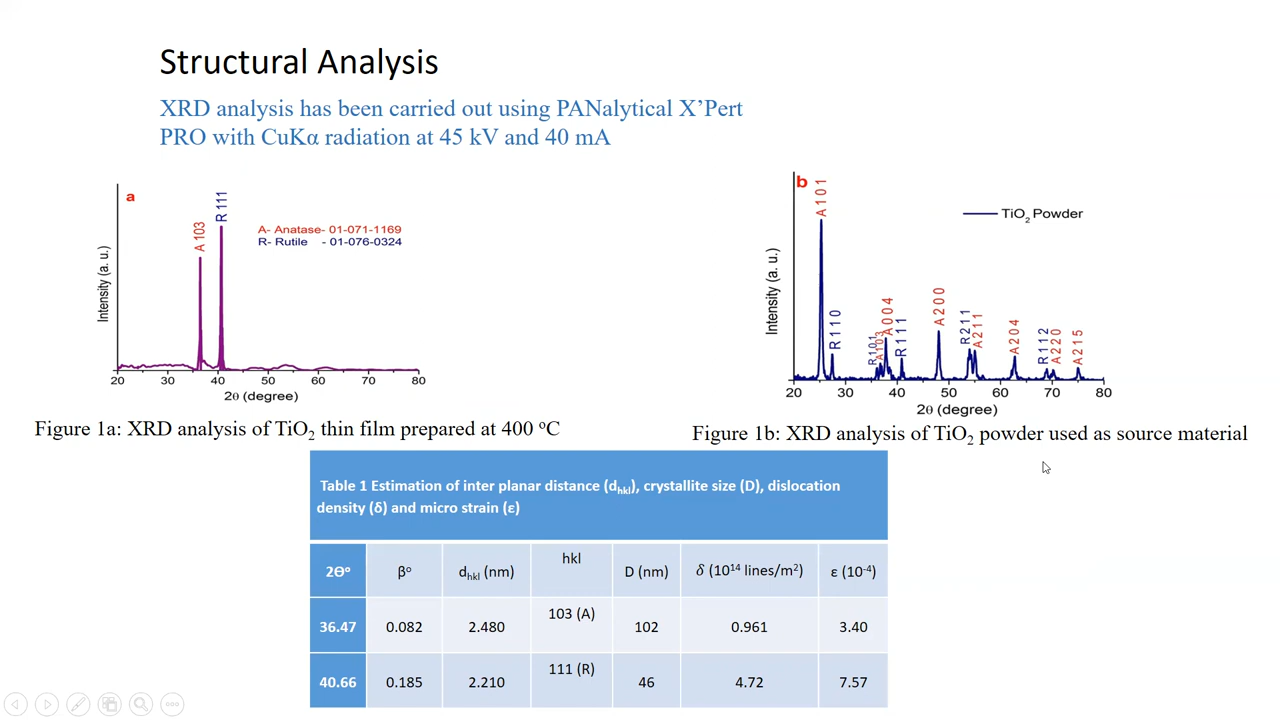 Structural Analysis
XRD analysis has been carried out using PANalytical X’Pert
PRO with CuKα radiation at 45 kV and 40 mA
a
A 103
R 111
A- Anatase- 01-071-1169
R- Rutile - 01-076-0324
Intensity (a. u.)
20 30 40 50 60 70 80
2θ (degree)
Figure 1a: XRD analysis of TiO₂ thin film prepared at 400 ᵒC
b
A 101
R 110
R 101
A 103
A 004
R 111
A 200
R 211
A 211
A 204
R 112
A 220
A 215
TiO₂ Powder
Intensity (a. u.)
20 30 40 50 60 70 80
2θ (degree)
Figure 1b: XRD analysis of TiO₂ powder used as source material
Table 1 Estimation of inter planar distance (dhkl), crystallite size (D), dislocation
density (δ) and micro strain (ε)
2ϴᵒ βᵒ dhkl (nm) hkl D (nm) δ (10¹⁴ lines/m²) ε (10⁻⁴)
36.47 0.082 2.480 103 (A) 102 0.961 3.40
40.66 0.185 2.210 111 (R) 46 4.72 7.57